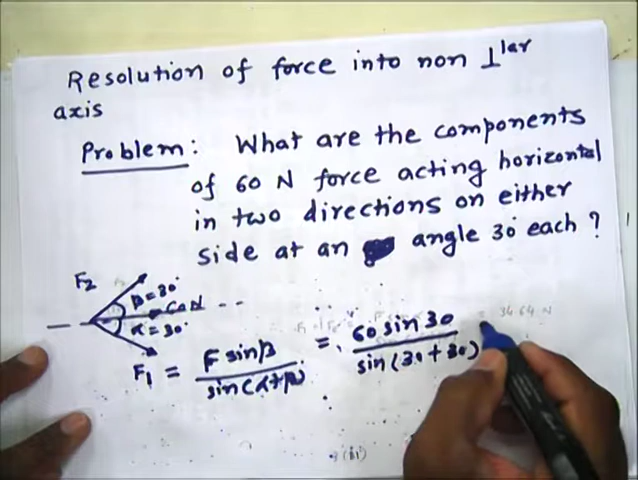 Resolution of force into non ⊥lar
axis
Problem: What are the components
of 60 N force acting horizontal
in two directions on either
side at an angle 30° each?
F2
β=30°
60N
α=30°
F1 = F sinβ / sin(α+β) = 60 sin 30 / sin(30+30)
= 34.64 N